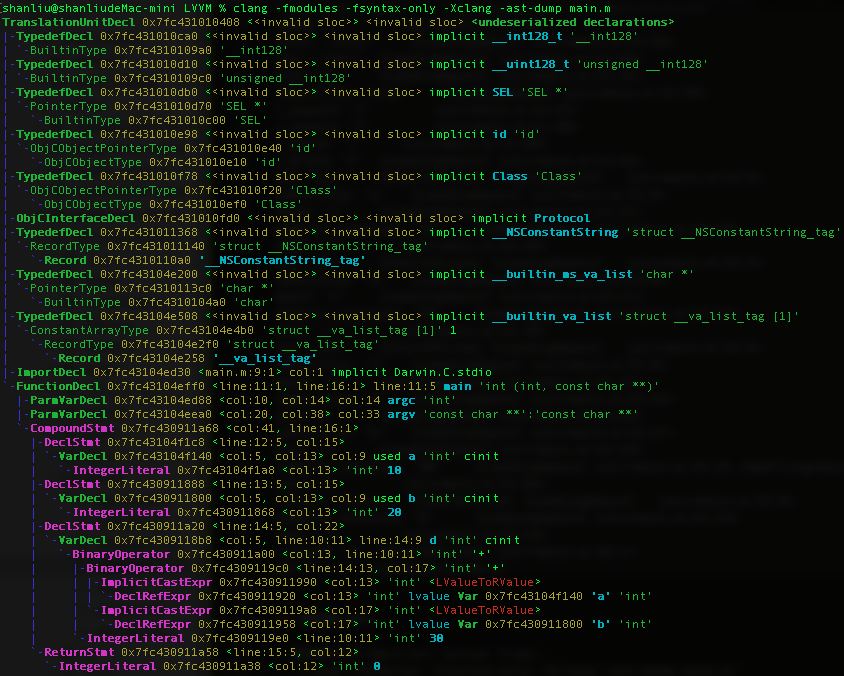 shanliu@shanliudeMac-mini LVVM % clang -fmodules -fsyntax-only -Xclang -ast-dump main.m
TranslationUnitDecl 0x7fc431010408 <<invalid sloc>> <invalid sloc> <undeserialized declarations>
|-TypedefDecl 0x7fc431010ca0 <<invalid sloc>> <invalid sloc> implicit __int128_t '__int128'
| `-BuiltinType 0x7fc4310109a0 '__int128'
|-TypedefDecl 0x7fc431010d10 <<invalid sloc>> <invalid sloc> implicit __uint128_t 'unsigned __int128'
| `-BuiltinType 0x7fc4310109c0 'unsigned __int128'
|-TypedefDecl 0x7fc431010db0 <<invalid sloc>> <invalid sloc> implicit SEL 'SEL *'
| `-PointerType 0x7fc431010d70 'SEL *'
|   `-BuiltinType 0x7fc431010c00 'SEL'
|-TypedefDecl 0x7fc431010e98 <<invalid sloc>> <invalid sloc> implicit id 'id'
| `-ObjCObjectPointerType 0x7fc431010e40 'id'
|   `-ObjCObjectType 0x7fc431010e10 'id'
|-TypedefDecl 0x7fc431010f78 <<invalid sloc>> <invalid sloc> implicit Class 'Class'
| `-ObjCObjectPointerType 0x7fc431010f20 'Class'
|   `-ObjCObjectType 0x7fc431010ef0 'Class'
|-ObjCInterfaceDecl 0x7fc431010fd0 <<invalid sloc>> <invalid sloc> implicit Protocol
|-TypedefDecl 0x7fc431011368 <<invalid sloc>> <invalid sloc> implicit __NSConstantString 'struct __NSConstantString_tag'
| `-RecordType 0x7fc431011140 'struct __NSConstantString_tag'
|   `-Record 0x7fc4310110a0 '__NSConstantString_tag'
|-TypedefDecl 0x7fc43104e200 <<invalid sloc>> <invalid sloc> implicit __builtin_ms_va_list 'char *'
| `-PointerType 0x7fc4310113c0 'char *'
|   `-BuiltinType 0x7fc4310104a0 'char'
|-TypedefDecl 0x7fc43104e508 <<invalid sloc>> <invalid sloc> implicit __builtin_va_list 'struct __va_list_tag [1]'
| `-ConstantArrayType 0x7fc43104e4b0 'struct __va_list_tag [1]' 1
|   `-RecordType 0x7fc43104e2f0 'struct __va_list_tag'
|     `-Record 0x7fc43104e258 '__va_list_tag'
|-ImportDecl 0x7fc43104ed30 <main.m:9:1> col:1 implicit Darwin.C.stdio
`-FunctionDecl 0x7fc43104eff0 <line:11:1, line:16:1> line:11:5 main 'int (int, const char **)'
  |-ParmVarDecl 0x7fc43104ed88 <col:10, col:14> col:14 argc 'int'
  |-ParmVarDecl 0x7fc43104eea0 <col:20, col:38> col:33 argv 'const char **':'const char **'
  `-CompoundStmt 0x7fc430911a68 <col:41, line:16:1>
    |-DeclStmt 0x7fc43104f1c8 <line:12:5, col:15>
    | `-VarDecl 0x7fc43104f140 <col:5, col:13> col:9 used a 'int' cinit
    |   `-IntegerLiteral 0x7fc43104f1a8 <col:13> 'int' 10
    |-DeclStmt 0x7fc430911888 <line:13:5, col:15>
    | `-VarDecl 0x7fc430911800 <col:5, col:13> col:9 used b 'int' cinit
    |   `-IntegerLiteral 0x7fc430911868 <col:13> 'int' 20
    |-DeclStmt 0x7fc430911a20 <line:14:5, col:22>
    | `-VarDecl 0x7fc4309118b8 <col:5, line:10:11> line:14:9 d 'int' cinit
    |   `-BinaryOperator 0x7fc430911a00 <col:13, line:10:11> 'int' '+'
    |     |-BinaryOperator 0x7fc4309119c0 <line:14:13, col:17> 'int' '+'
    |     | |-ImplicitCastExpr 0x7fc430911990 <col:13> 'int' <LValueToRValue>
    |     | | `-DeclRefExpr 0x7fc430911920 <col:13> 'int' lvalue Var 0x7fc43104f140 'a' 'int'
    |     | `-ImplicitCastExpr 0x7fc4309119a8 <col:17> 'int' <LValueToRValue>
    |     |   `-DeclRefExpr 0x7fc430911958 <col:17> 'int' lvalue Var 0x7fc430911800 'b' 'int'
    |     `-IntegerLiteral 0x7fc4309119e0 <line:10:11> 'int' 30
    `-ReturnStmt 0x7fc430911a58 <line:15:5, col:12>
      `-IntegerLiteral 0x7fc430911a38 <col:12> 'int' 0